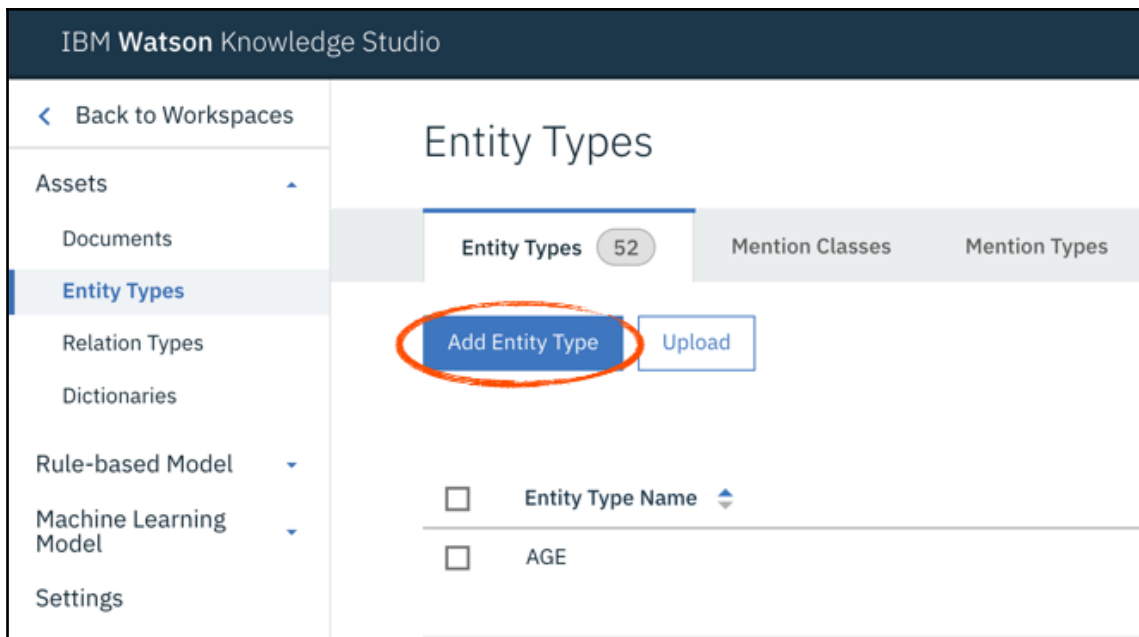 IBM Watson Knowledge Studio
Back to Workspaces
Assets
Documents
Entity Types
Relation Types
Dictionaries
Rule-based Model
Machine Learning
Model
Settings
Entity Types
Entity Types 52 Mention Classes Mention Types
Add Entity Type Upload
Entity Type Name
AGE